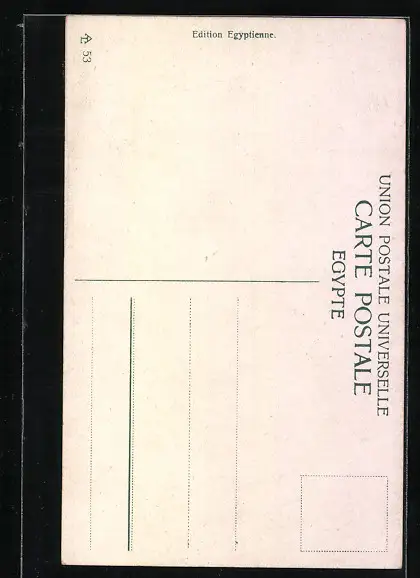 UNION POSTALE UNIVERSELLE
CARTE POSTALE
EGYPTE
Edition Egyptienne.
53